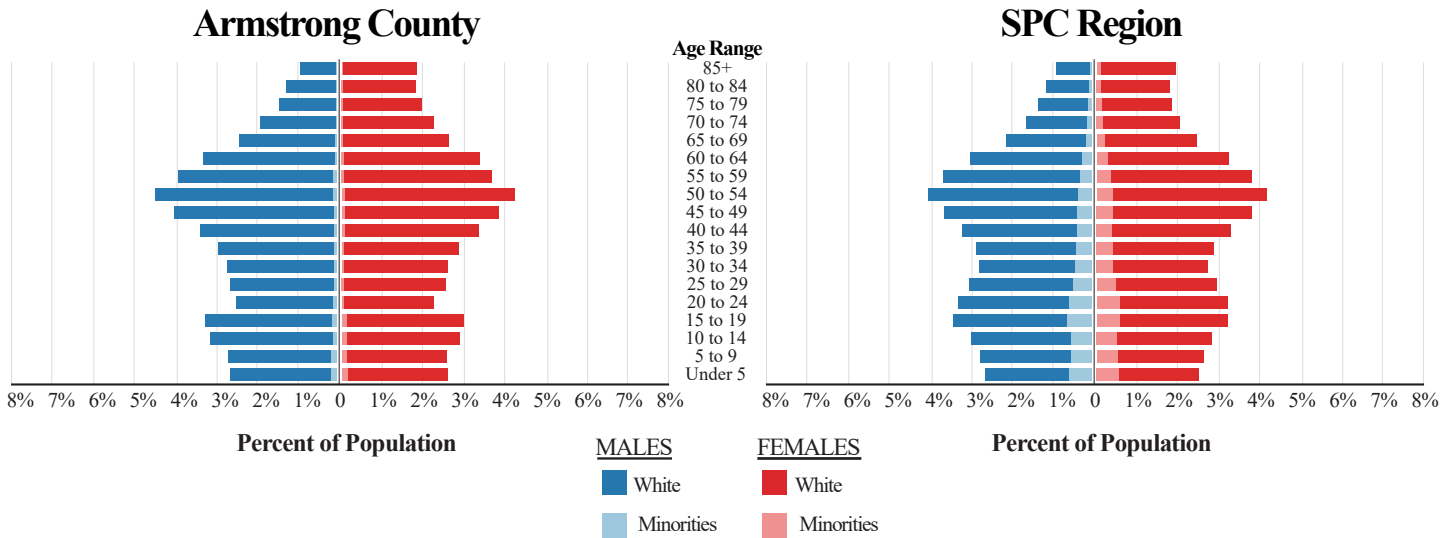 Armstrong County
SPC Region
Age Range
85+
80 to 84
75 to 79
70 to 74
65 to 69
60 to 64
55 to 59
50 to 54
45 to 49
40 to 44
35 to 39
30 to 34
25 to 29
20 to 24
15 to 19
10 to 14
5 to 9
Under 5
8% 7% 6% 5% 4% 3% 2% 1% 0 1% 2% 3% 4% 5% 6% 7% 8%
8% 7% 6% 5% 4% 3% 2% 1% 0 1% 2% 3% 4% 5% 6% 7% 8%
Percent of Population
Percent of Population
MALES
White
Minorities
FEMALES
White
Minorities